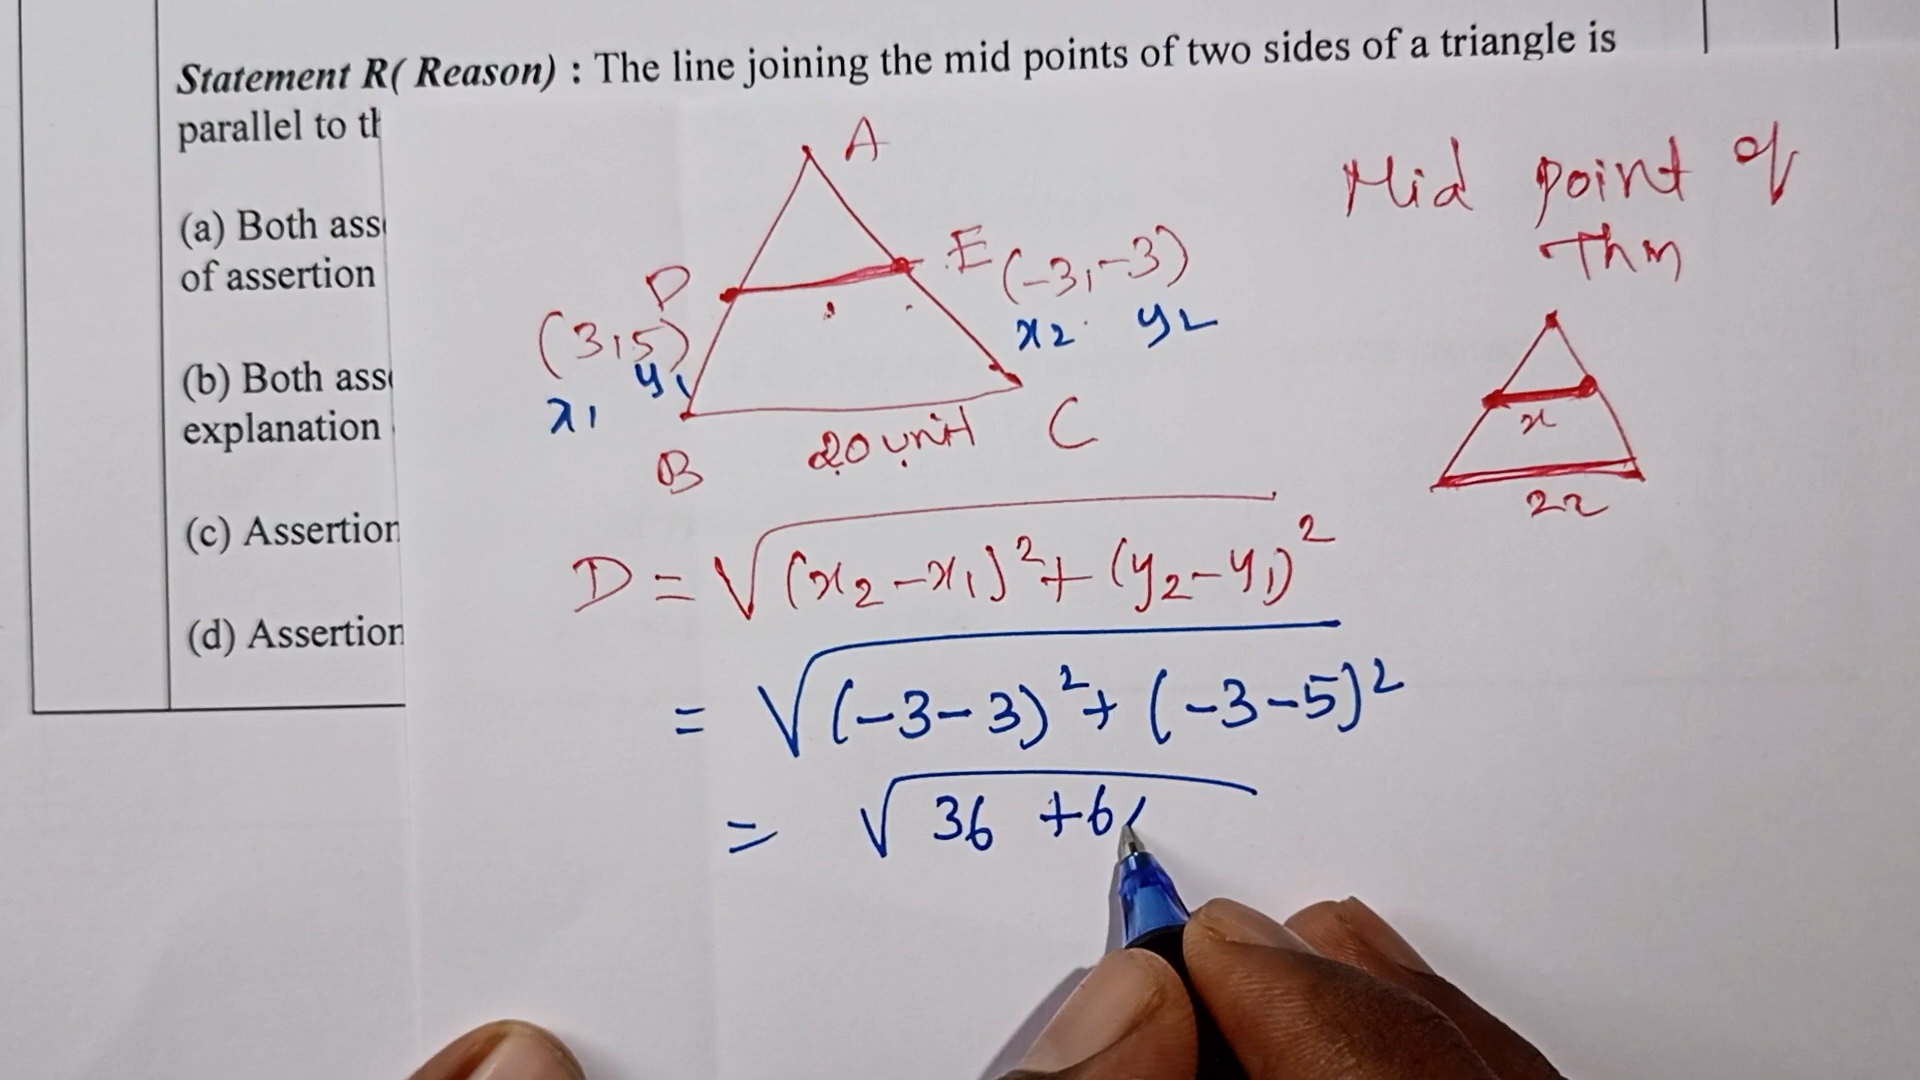 Statement R( Reason) : The line joining the mid points of two sides of a triangle is
parallel to th
(a) Both ass
of assertion
(b) Both ass
explanation
(c) Assertion
(d) Assertion
A
D
E
(3,5)
(-3,-3)
x1 y1
x2 y2
B
20 unit
C
Mid point of
Thm
x
2x
D = √(x2-x1)²+(y2-y1)²
= √(-3-3)²+(-3-5)²
= √36 +6